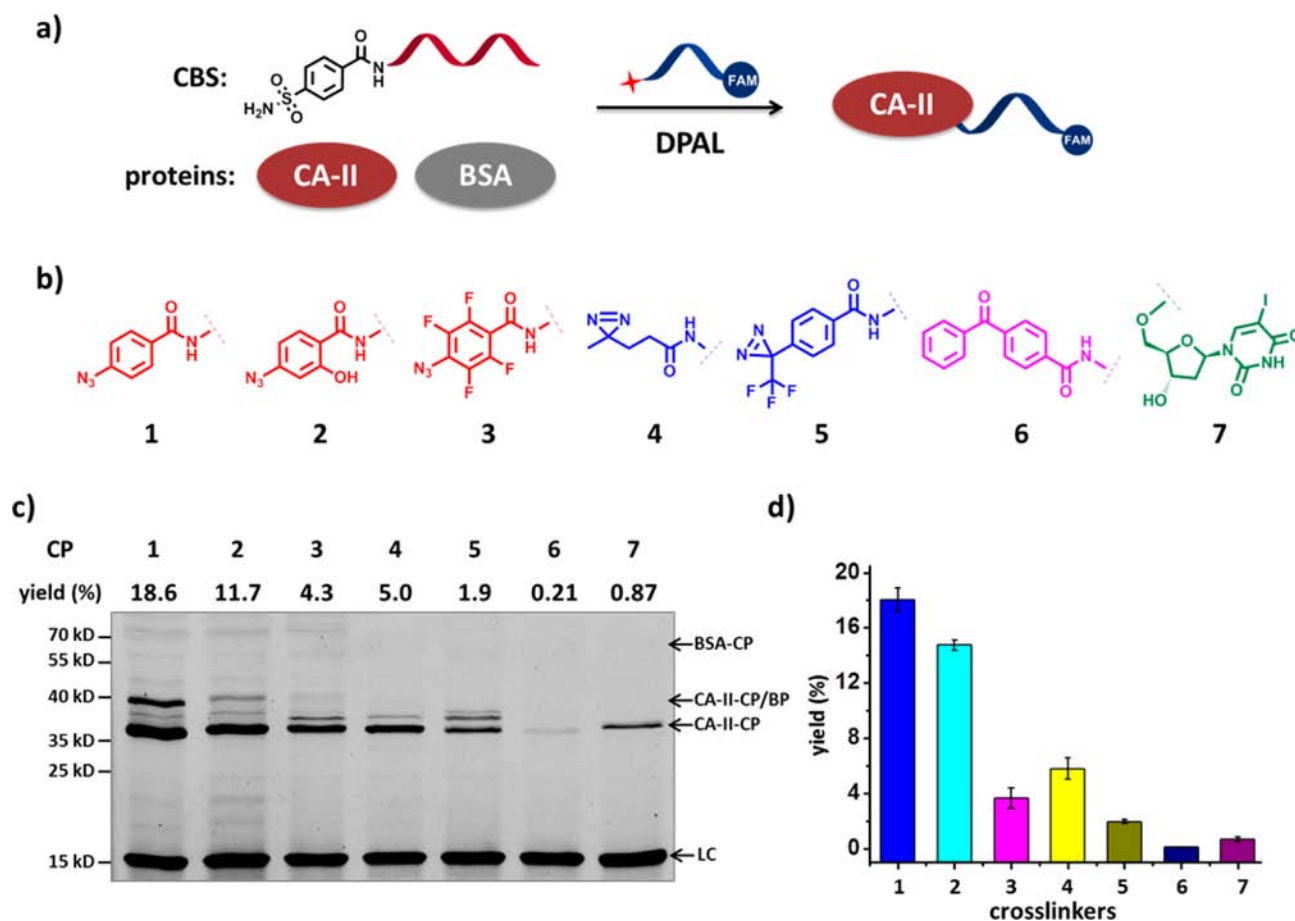 a)
CBS:
O
N
H
S
O
O
H₂N
FAM
DPAL
CA-II
FAM
proteins:
CA-II
BSA
b)
O
N
H
N₃
1
O
N
H
OH
N₃
2
F
F
O
N
H
N₃
F
F
3
N=N
H
N
O
4
O
N
H
N
N
F
F
F
5
O
H
N
O
6
O
O
HO
I
N
O
NH
O
7
c)
CP 1 2 3 4 5 6 7
yield (%) 18.6 11.7 4.3 5.0 1.9 0.21 0.87
70 kD
BSA-CP
55 kD
40 kD
CA-II-CP/BP
CA-II-CP
35 kD
25 kD
15 kD
LC
d)
yield (%)
20
16
12
8
4
0
1 2 3 4 5 6 7
crosslinkers